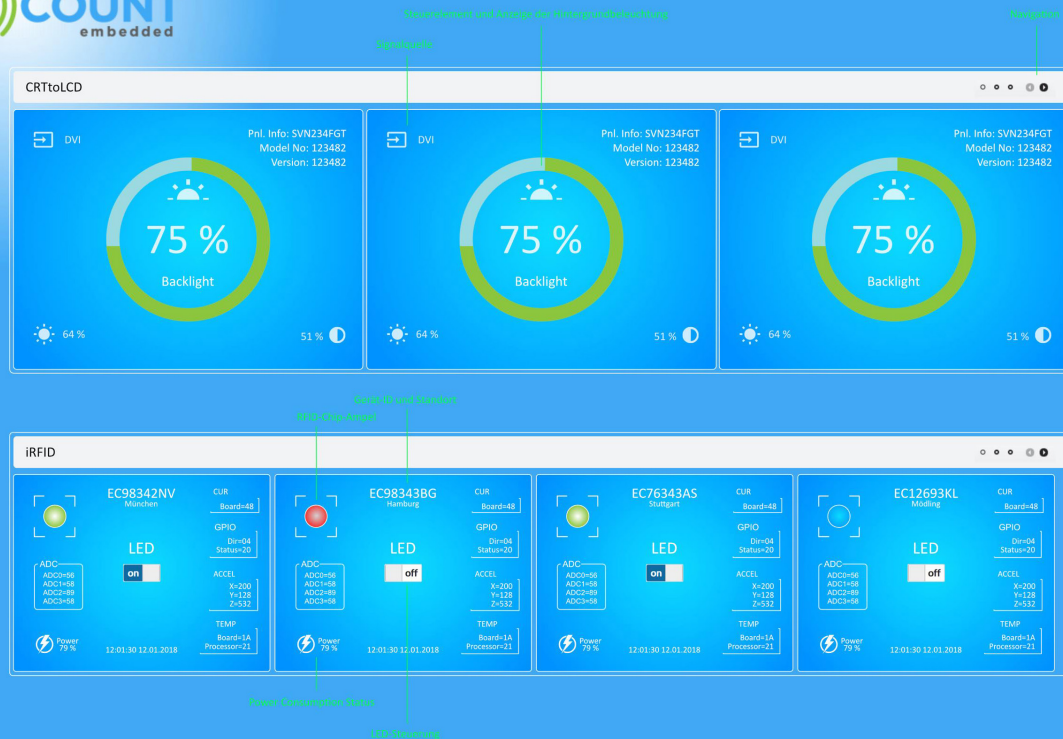 COUNT
embedded
Steuerelement und Anzeige der Hintergrundbeleuchtung
Navigation
Signalquelle
CRTtoLCD
DVI
Pnl. Info: SVN234FGT
Model No: 123482
Version: 123482
75 %
Backlight
64 %
51 %
DVI
Pnl. Info: SVN234FGT
Model No: 123482
Version: 123482
75 %
Backlight
64 %
51 %
DVI
Pnl. Info: SVN234FGT
Model No: 123482
Version: 123482
75 %
Backlight
64 %
51 %
Gerät-ID und Standort
RFID-Chip-Ampel
iRFID
EC98342NV
München
CUR
Board=48
GPIO
Dir=04
Status=20
LED
on
ADC
ADC0=56
ADC1=58
ADC2=89
ADC3=58
ACCEL
X=200
Y=128
Z=532
TEMP
Board=1A
Processor=21
Power
79 %
12:01:30 12.01.2018
EC98343BG
Hamburg
CUR
Board=48
GPIO
Dir=04
Status=20
LED
off
ADC
ADC0=56
ADC1=58
ADC2=89
ADC3=58
ACCEL
X=200
Y=128
Z=532
TEMP
Board=1A
Processor=21
Power
79 %
12:01:30 12.01.2018
EC76343AS
Stuttgart
CUR
Board=48
GPIO
Dir=04
Status=20
LED
on
ADC
ADC0=56
ADC1=58
ADC2=89
ADC3=58
ACCEL
X=200
Y=128
Z=532
TEMP
Board=1A
Processor=21
Power
79 %
12:01:30 12.01.2018
EC12693KL
Mödling
CUR
Board=48
GPIO
Dir=04
Status=20
LED
off
ADC
ADC0=56
ADC1=58
ADC2=89
ADC3=58
ACCEL
X=200
Y=128
Z=532
TEMP
Board=1A
Processor=21
Power
79 %
12:01:30 12.01.2018
Power Consumption Status
LED-Steuerung